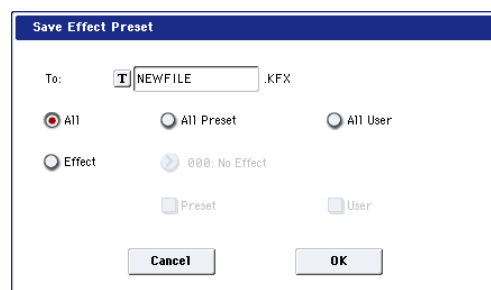 Save Effect Preset
To: T NEWFILE .KFX
All All Preset All User
Effect 000: No Effect
Preset User
Cancel OK